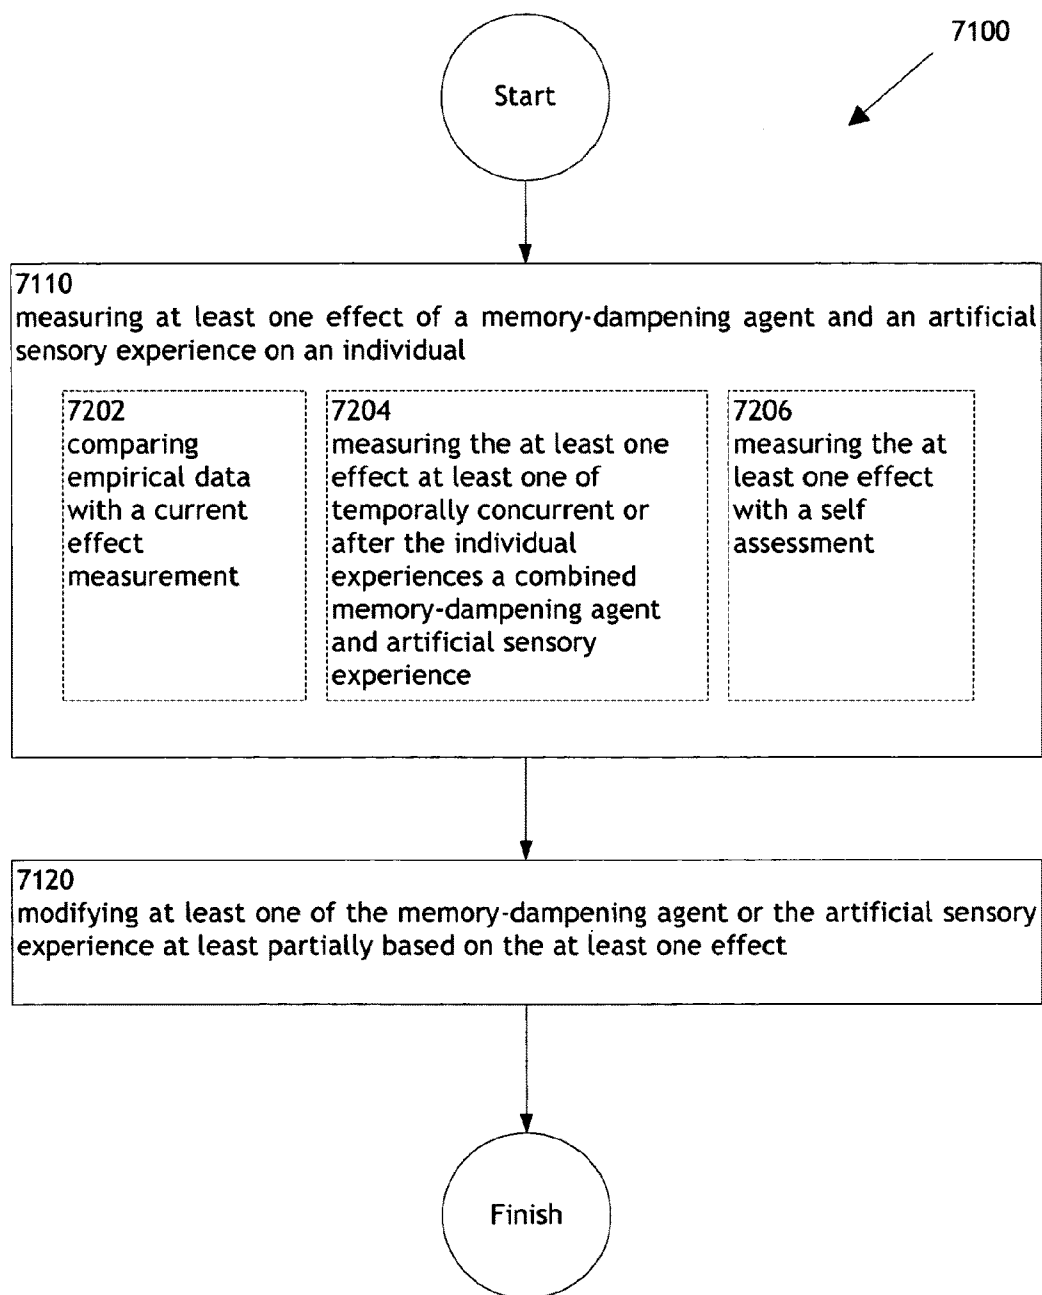 7100
Start
7110
measuring at least one effect of a memory-dampening agent and an artificial
sensory experience on an individual
7202
comparing
empirical data
with a current
effect
measurement
7204
measuring the at least one
effect at least one of
temporally concurrent or
after the individual
experiences a combined
memory-dampening agent
and artificial sensory
experience
7206
measuring the at
least one effect
with a self
assessment
7120
modifying at least one of the memory-dampening agent or the artificial sensory
experience at least partially based on the at least one effect
Finish